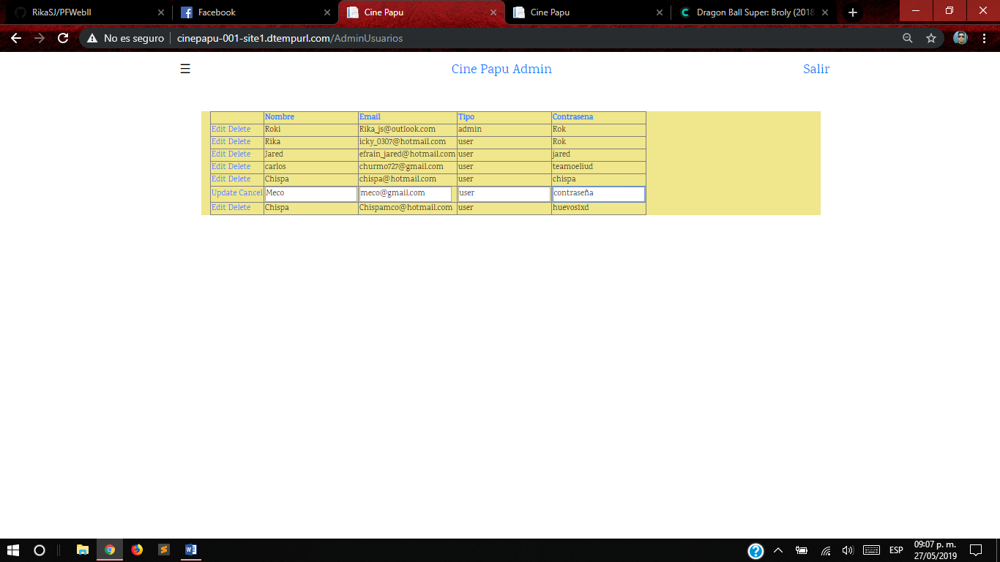 RikaSJ/PFWebII
Facebook
Cine Papu
Cine Papu
Dragon Ball Super: Broly (2018
No es seguro cinepapu-001-site1.dtempurl.com/AdminUsuarios
☰ Cine Papu Admin Salir
Nombre Email Tipo Contrasena
Edit Delete Roki Rika_js@outlook.com admin Rok
Edit Delete Rika icky_0307@hotmail.com user Rok
Edit Delete Jared efrain_jared@hotmail.com user jared
Edit Delete carlos churmo727@gmail.com user teamoeliud
Edit Delete Chispa chispa@hotmail.com user chispa
Update Cancel Meco meco@gmail.com user contraseña
Edit Delete Chispa Chispamco@hotmail.com user huevos1xd
ESP
09:07 p. m.
27/05/2019